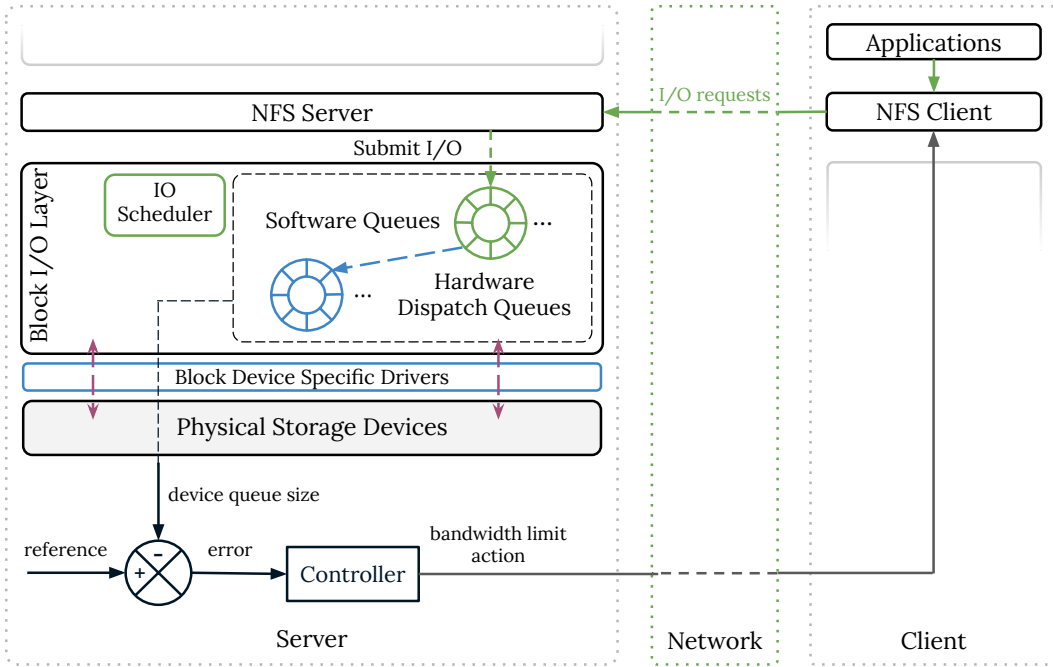 Applications
NFS Server
I/O requests
NFS Client
Submit I/O
Block I/O Layer
IO
Scheduler
Software Queues
...
Hardware
Dispatch Queues
...
Block Device Specific Drivers
Physical Storage Devices
device queue size
reference
+
-
error
Controller
bandwidth limit
action
Server
Network
Client